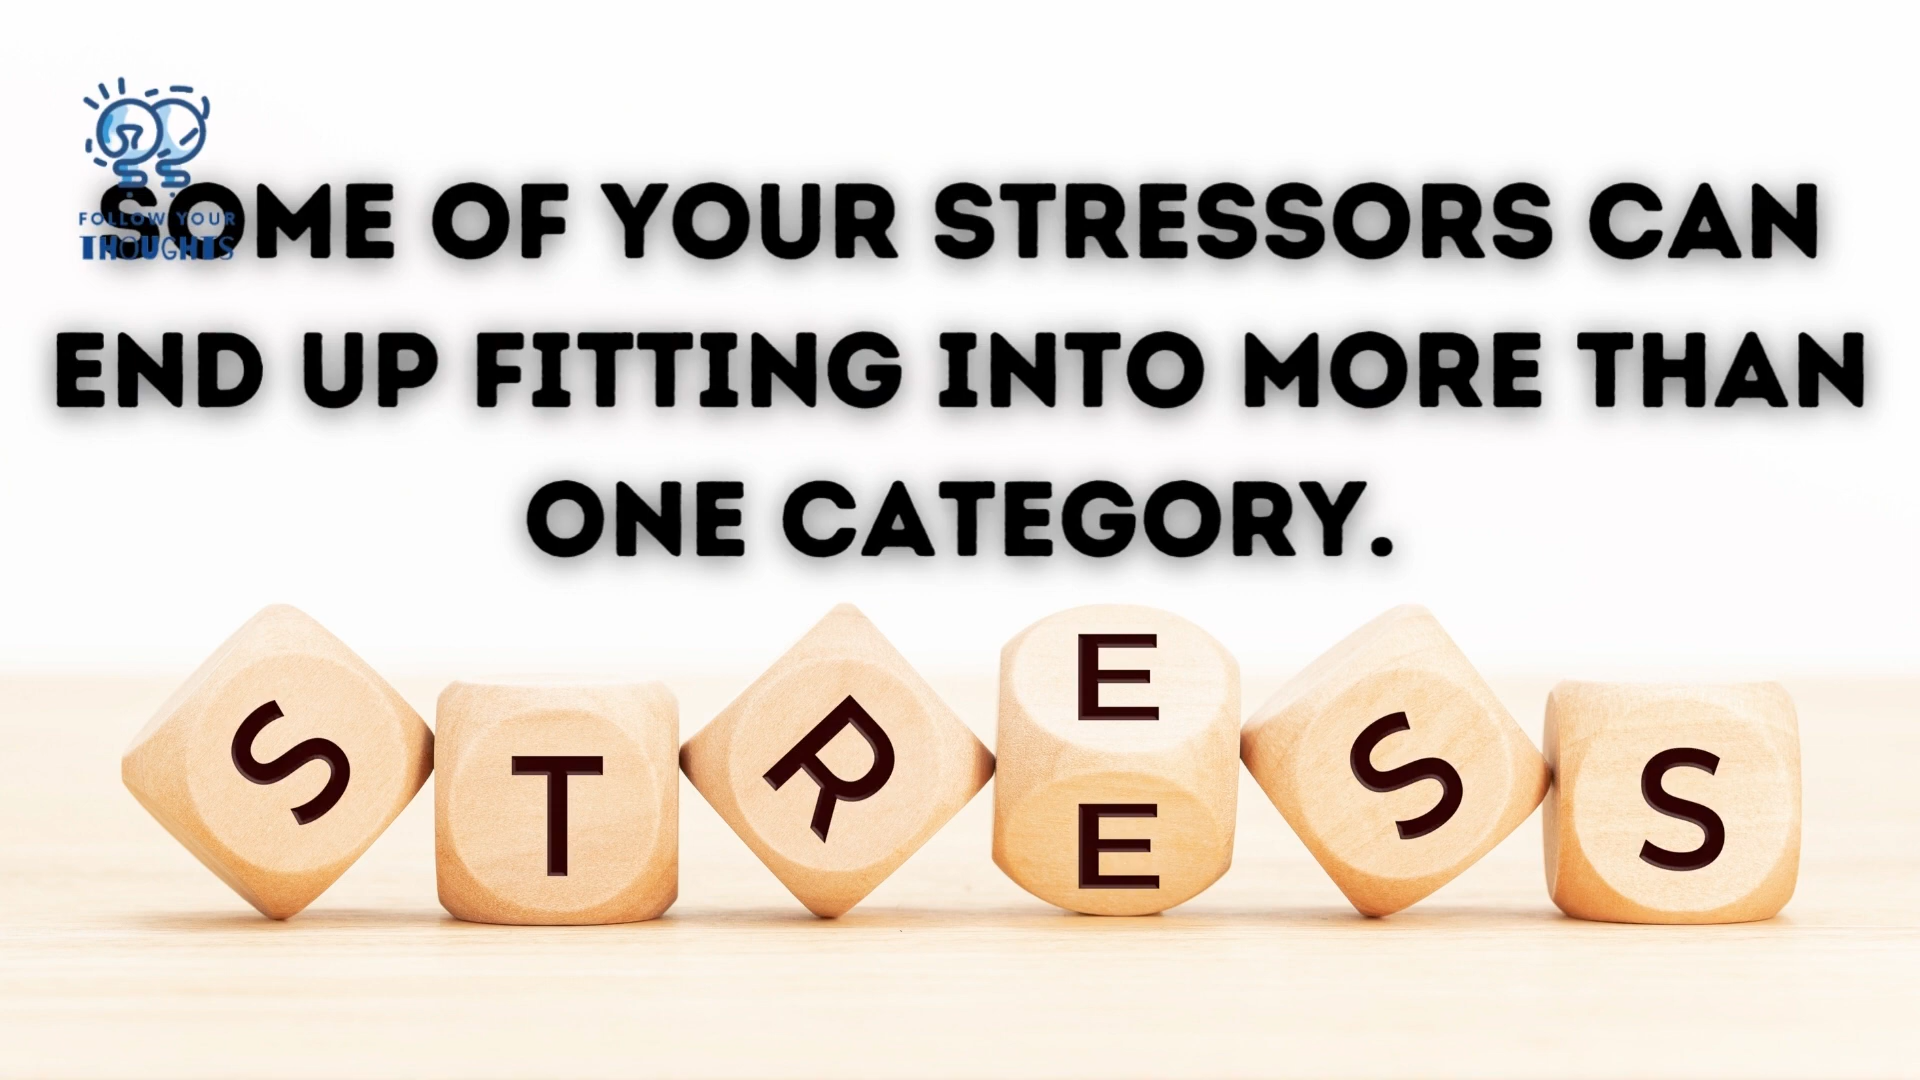 FOLLOW YOUR
THOUGHTS
SOME OF YOUR STRESSORS CAN
END UP FITTING INTO MORE THAN
ONE CATEGORY.
E
S T R E S S